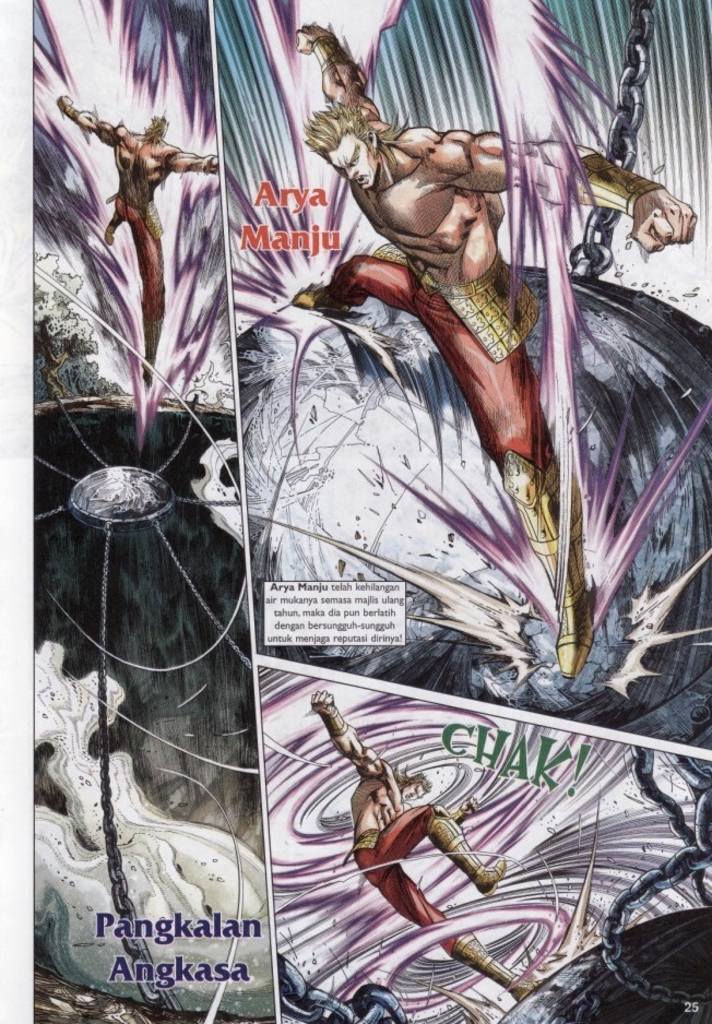 Arya
Manju
Arya Manju telah kehilangan
air mukanya semasa majlis ulang
tahun, maka dia pun berlatih
dengan bersungguh-sungguh
untuk menjaga reputasi dirinya!
CHAK!
Pangkalan
Angkasa
25